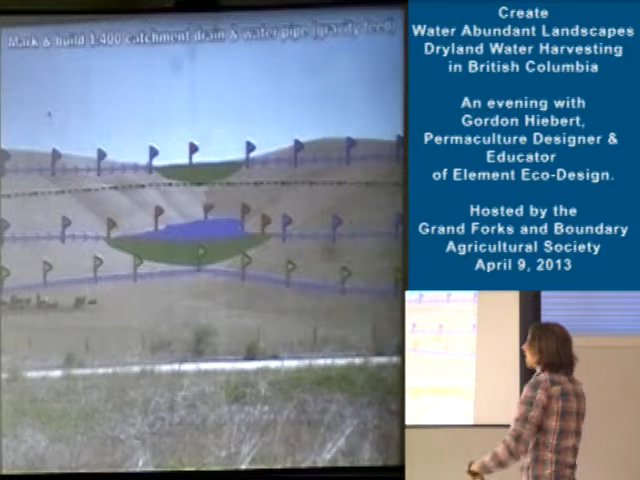 Mark & build 1:400 catchment drain & water pipe (gravity feed)
Create
Water Abundant Landscapes
Dryland Water Harvesting
in British Columbia
An evening with
Gordon Hiebert,
Permaculture Designer &
Educator
of Element Eco-Design.
Hosted by the
Grand Forks and Boundary
Agricultural Society
April 9, 2013